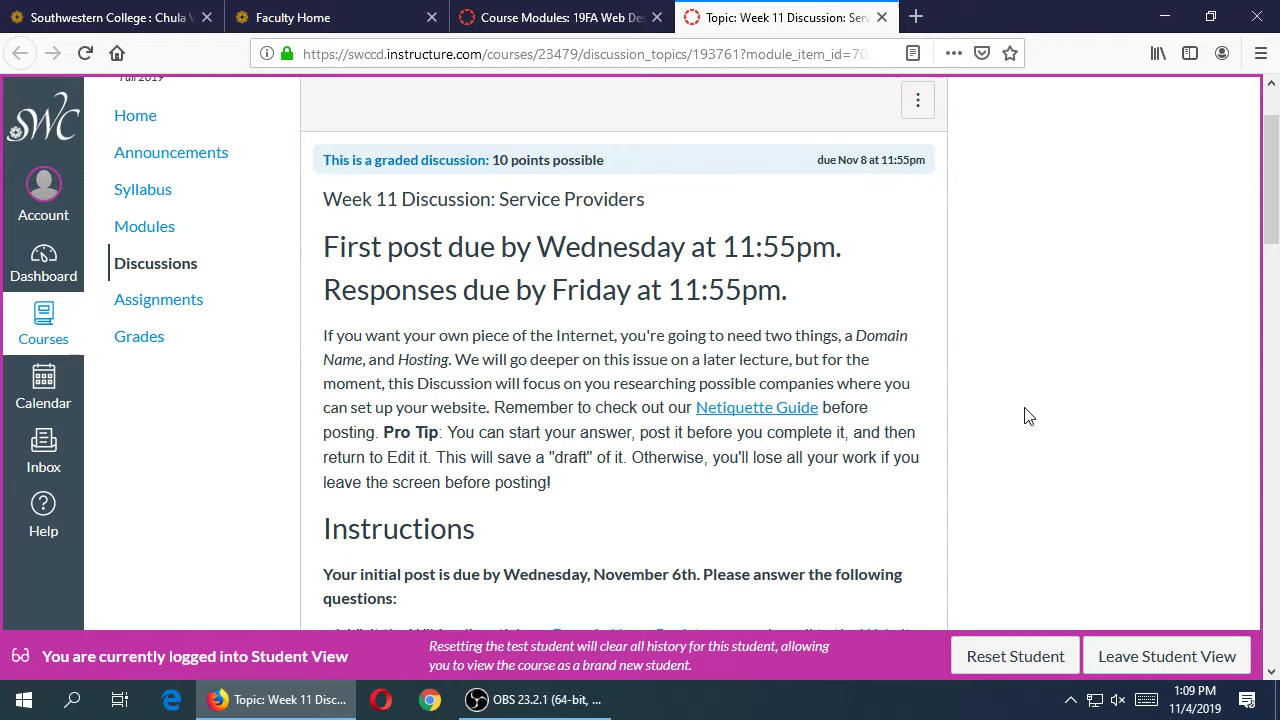 Southwestern College : Chula V
Faculty Home
Course Modules: 19FA Web De
Topic: Week 11 Discussion: Ser
https://swccd.instructure.com/courses/23479/discussion_topics/193761?module_item_id=70
Fall 2019
SWC
Account
Dashboard
Courses
Calendar
Inbox
Help
Home
Announcements
Syllabus
Modules
Discussions
Assignments
Grades
This is a graded discussion: 10 points possible
due Nov 8 at 11:55pm
Week 11 Discussion: Service Providers
First post due by Wednesday at 11:55pm.
Responses due by Friday at 11:55pm.
If you want your own piece of the Internet, you're going to need two things, a Domain
Name, and Hosting. We will go deeper on this issue on a later lecture, but for the
moment, this Discussion will focus on you researching possible companies where you
can set up your website. Remember to check out our Netiquette Guide before
posting. Pro Tip: You can start your answer, post it before you complete it, and then
return to Edit it. This will save a "draft" of it. Otherwise, you'll lose all your work if you
leave the screen before posting!
Instructions
Your initial post is due by Wednesday, November 6th. Please answer the following
questions:
You are currently logged into Student View
Resetting the test student will clear all history for this student, allowing
you to view the course as a brand new student.
Reset Student
Leave Student View
Topic: Week 11 Disc...
OBS 23.2.1 (64-bit, ...
1:09 PM
11/4/2019